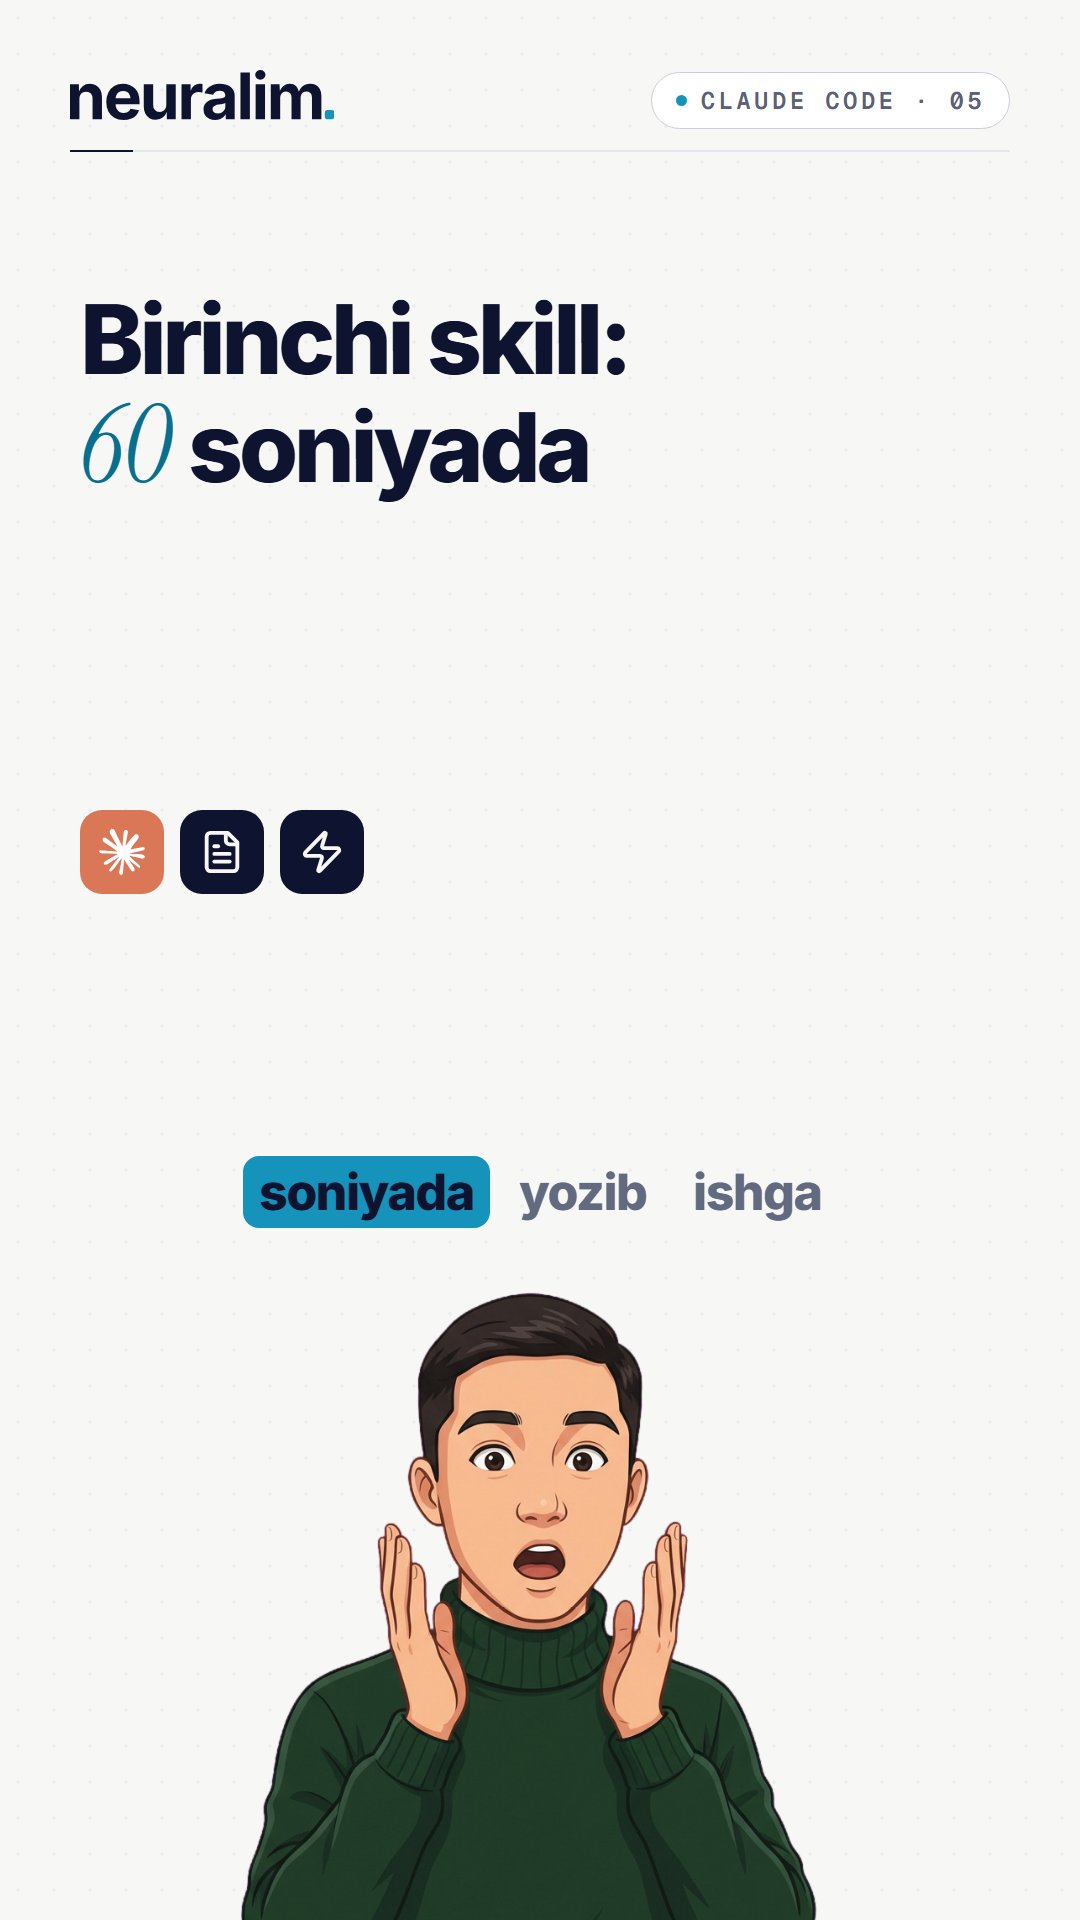 neuralim.
CLAUDE CODE · 05
Birinchi skill:
60 soniyada
soniyada yozib ishga